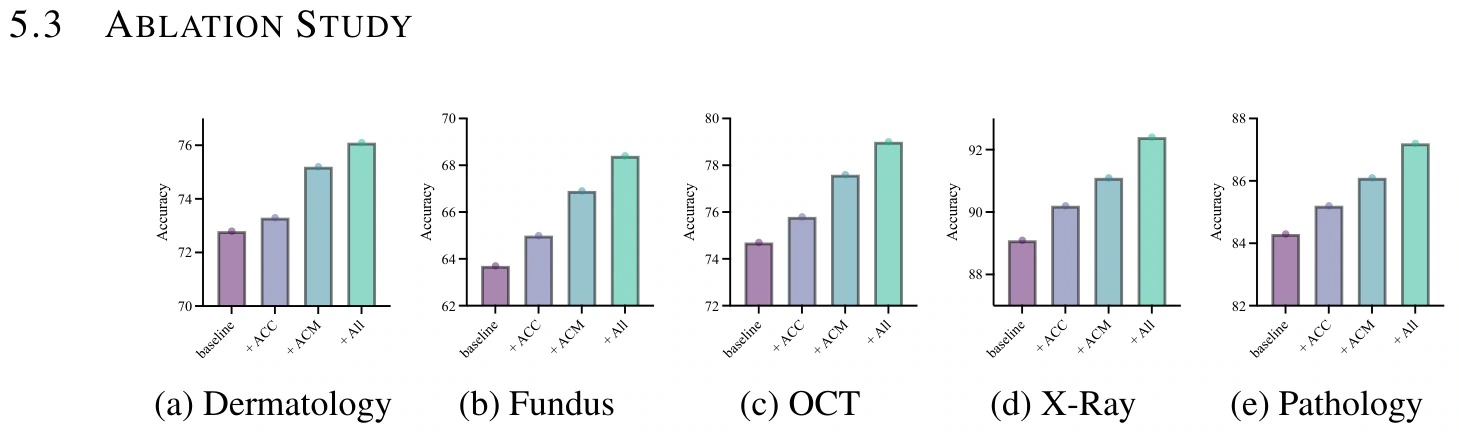 5.3 ABLATION STUDY
Accuracy
76
74
72
70
baseline
+ ACC
+ ACM
+ All
(a) Dermatology
Accuracy
70
68
66
64
62
baseline
+ ACC
+ ACM
+ All
(b) Fundus
Accuracy
80
78
76
74
72
baseline
+ ACC
+ ACM
+ All
(c) OCT
Accuracy
92
90
88
baseline
+ ACC
+ ACM
+ All
(d) X-Ray
Accuracy
88
86
84
82
baseline
+ ACC
+ ACM
+ All
(e) Pathology